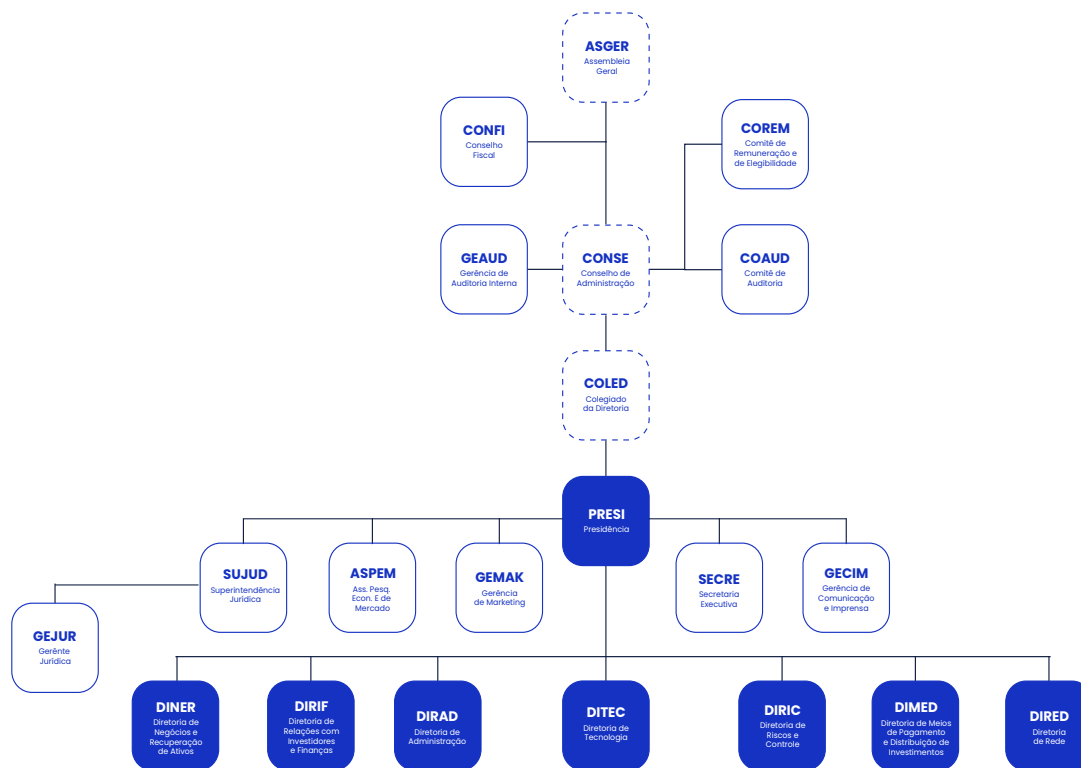 ASGER
Assembleia
Geral
CONFI
Conselho
Fiscal
COREM
Comitê de
Remuneração e
de Elegibilidade
GEAUD
Gerência de
Auditoria Interna
CONSE
Conselho de
Administração
COAUD
Comitê de
Auditoria
COLED
Colegiado
da Diretoria
PRESI
Presidência
SUJUD
Superintendência
Jurídica
ASPEM
Ass. Pesq.
Econ. E de
Mercado
GEMAK
Gerência
de Marketing
SECRE
Secretaria
Executiva
GECIM
Gerência de
Comunicação
e Imprensa
GEJUR
Gerênte
Jurídica
DINER
Diretoria de
Negócios e
Recuperação
de Ativos
DIRIF
Diretoria de
Relações com
Investidores
e Finanças
DIRAD
Diretoria de
Administração
DITEC
Diretoria de
Tecnologia
DIRIC
Diretoria de
Riscos e
Controle
DIMED
Diretoria de Meios
de Pagamento
e Distribuição de
Investimentos
DIRED
Diretoria
de Rede